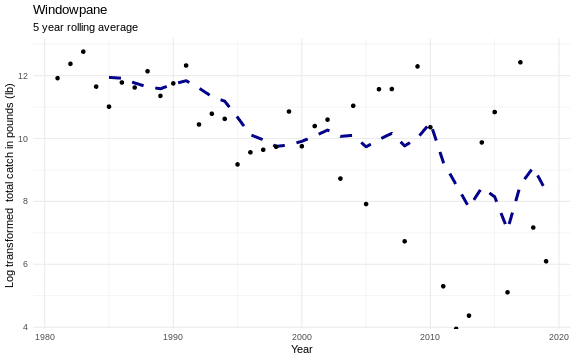 Windowpane
5 year rolling average
Log transformed  total catch in pounds (lb)
12
10
8
6
4
1980 1990 2000 2010 2020
Year